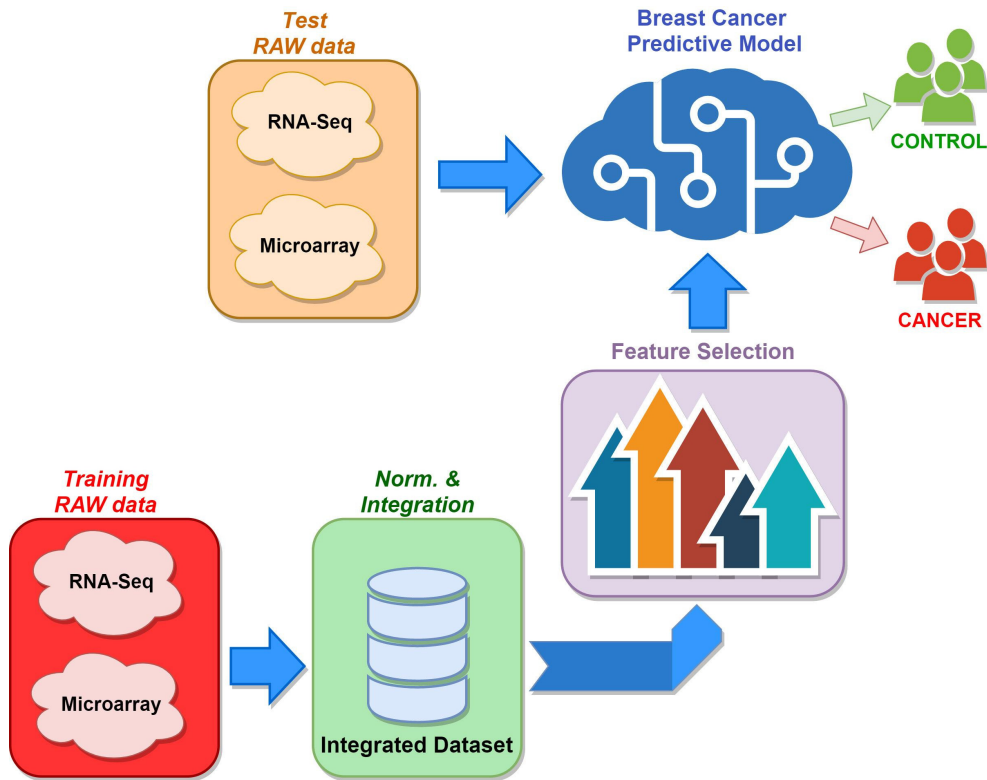 Test
RAW data
RNA-Seq
Microarray
Breast Cancer
Predictive Model
CONTROL
CANCER
Feature Selection
Training
RAW data
RNA-Seq
Microarray
Norm. &
Integration
Integrated Dataset